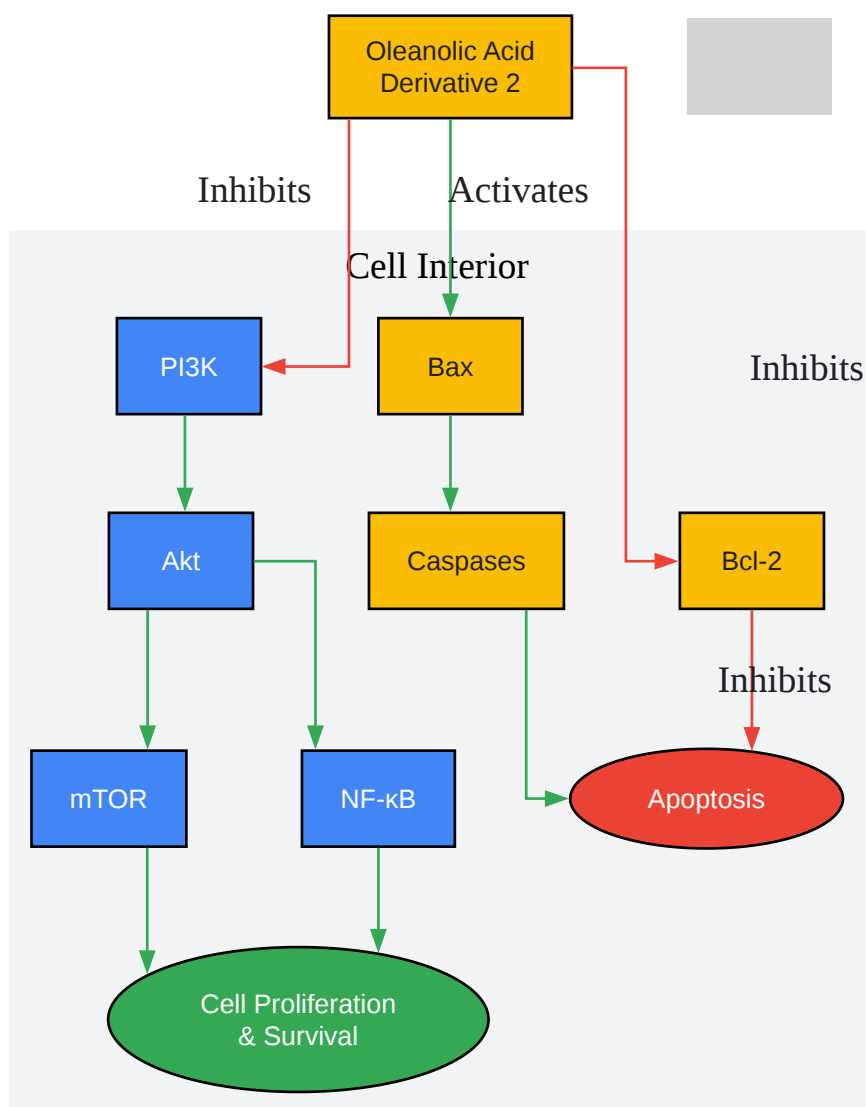 Oleanolic Acid
Derivative 2
Inhibits
Activates
Cell Interior
PI3K
Bax
Inhibits
Akt
Caspases
Bcl-2
Inhibits
mTOR
NF-κB
Apoptosis
Cell Proliferation
& Survival